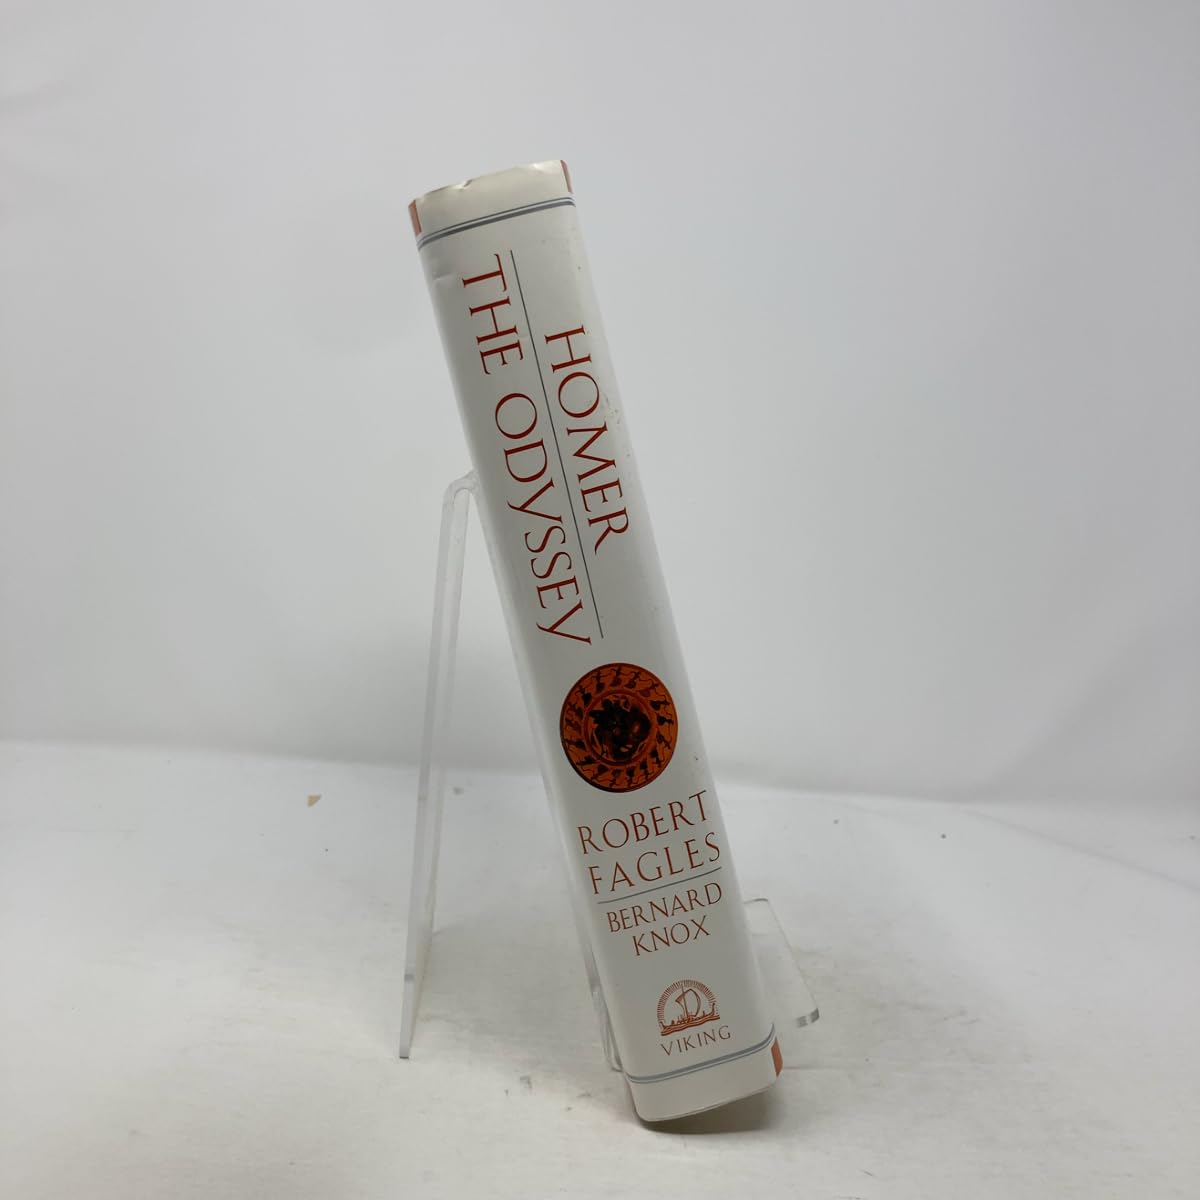 HOMER
THE ODYSSEY
ROBERT
FAGLES
BERNARD
KNOX
VIKING